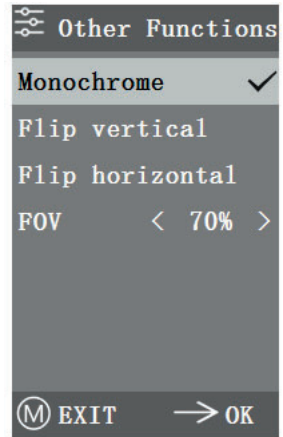 Other Functions
Monochrome
Flip vertical
Flip horizontal
FOV < 70% >
M EXIT → OK